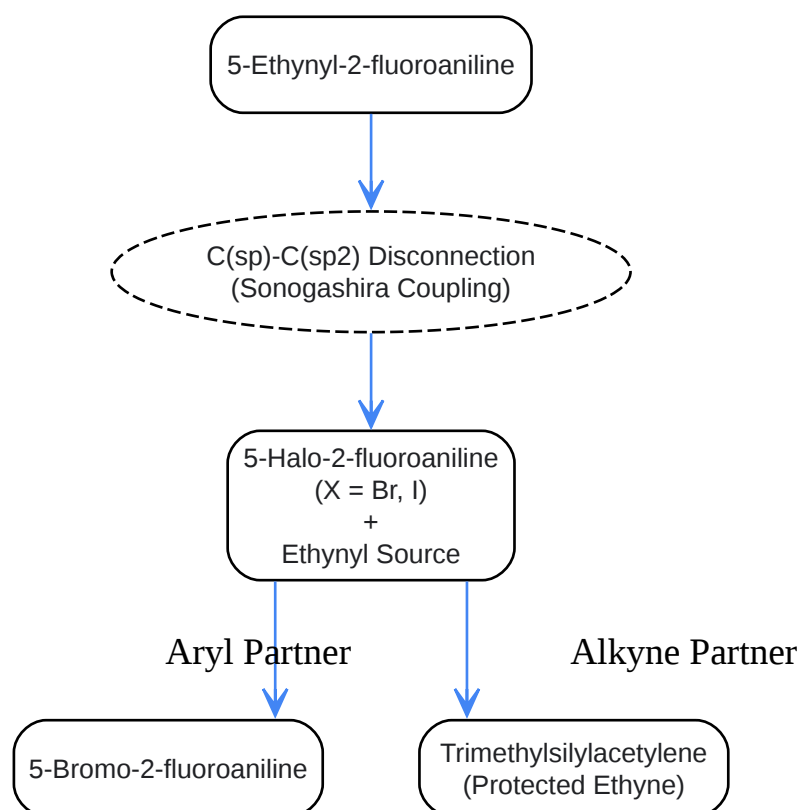 5-Ethynyl-2-fluoroaniline
C(sp)-C(sp2) Disconnection
(Sonogashira Coupling)
5-Halo-2-fluoroaniline
(X = Br, I)
+
Ethynyl Source
Aryl Partner
Alkyne Partner
5-Bromo-2-fluoroaniline
Trimethylsilylacetylene
(Protected Ethyne)